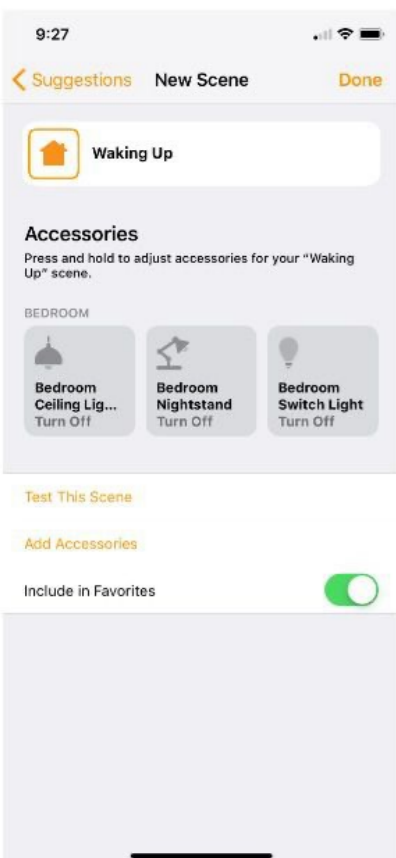 9:27
Suggestions New Scene Done
Waking Up
Accessories
Press and hold to adjust accessories for your “Waking
Up” scene.
BEDROOM
Bedroom
Ceiling Lig...
Turn Off
Bedroom
Nightstand
Turn Off
Bedroom
Switch Light
Turn Off
Test This Scene
Add Accessories
Include in Favorites